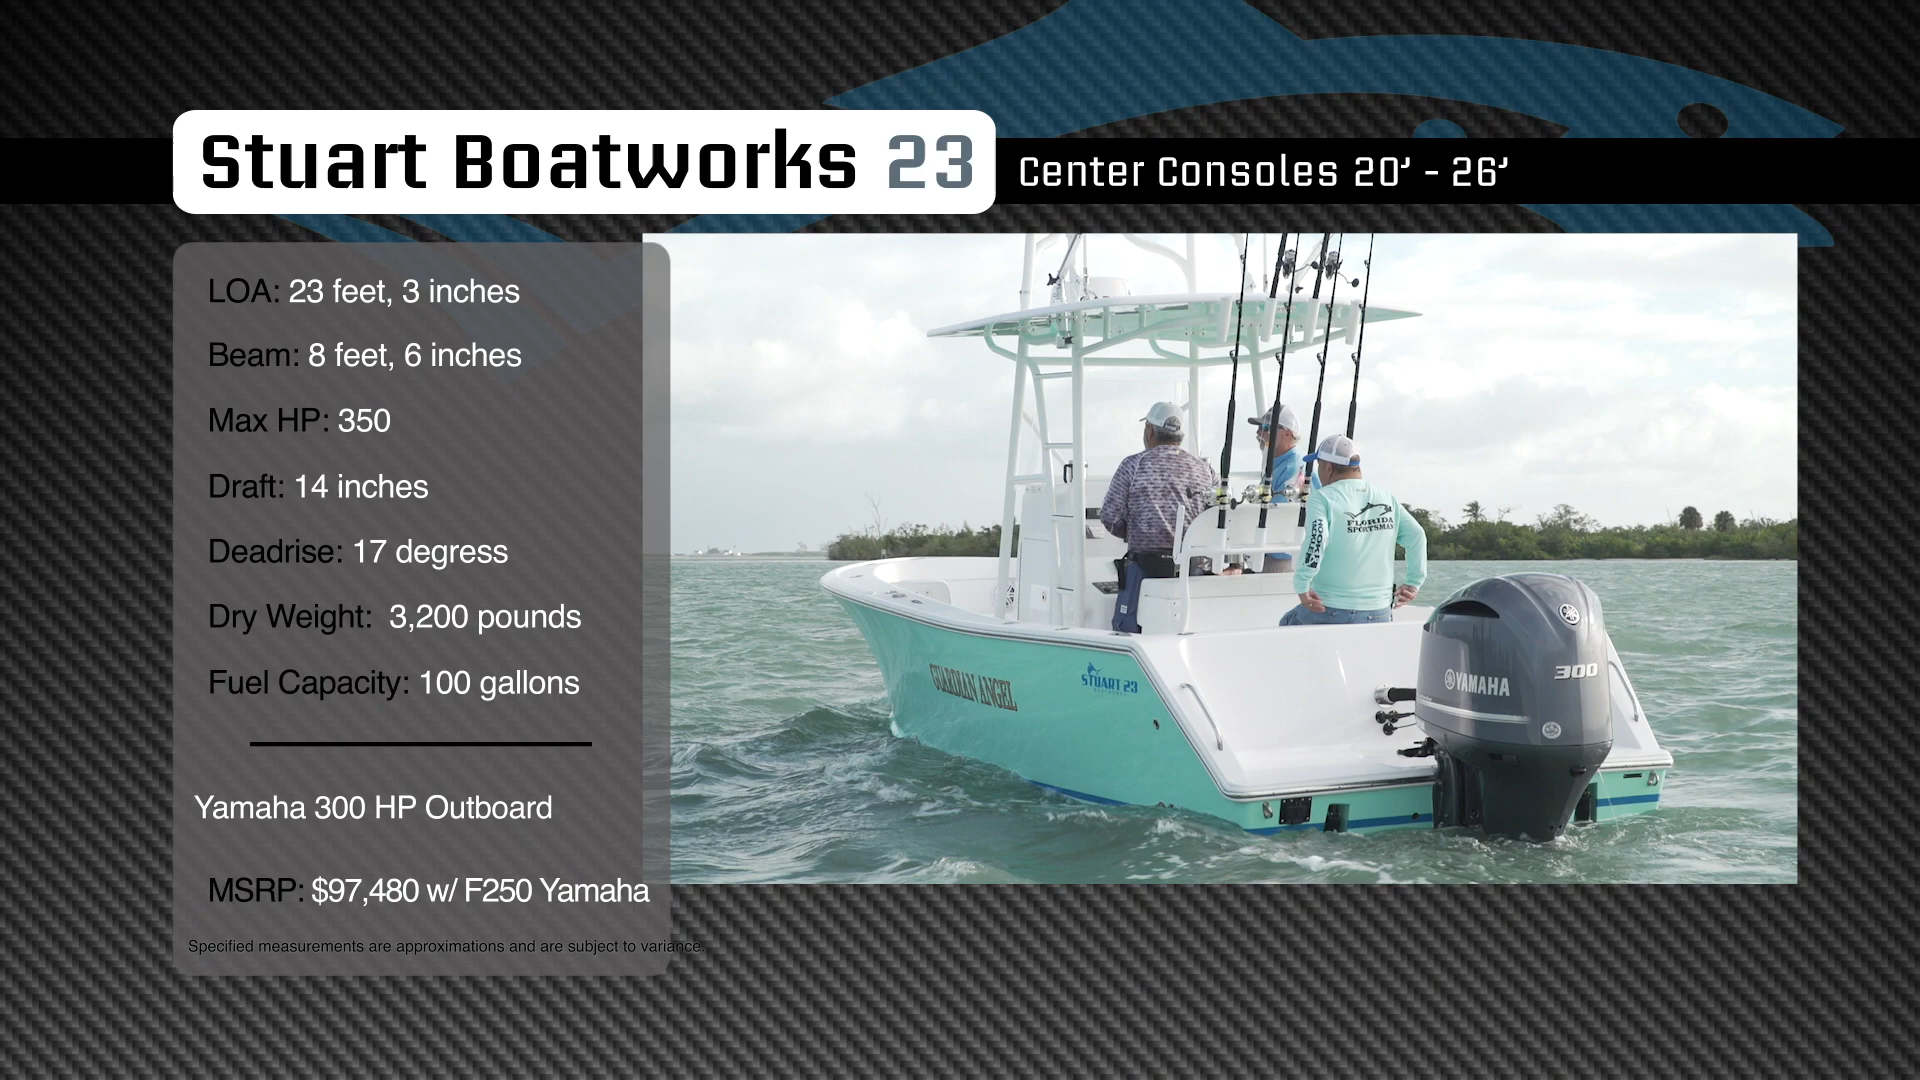 Stuart Boatworks 23
Center Consoles 20' - 26'
LOA: 23 feet, 3 inches
Beam: 8 feet, 6 inches
Max HP: 350
Draft: 14 inches
Deadrise: 17 degress
Dry Weight: 3,200 pounds
Fuel Capacity: 100 gallons
Yamaha 300 HP Outboard
MSRP: $97,480 w/ F250 Yamaha
Specified measurements are approximations and are subject to variance.
FLORIDA
SPORTSMAN
GUARDIAN ANGEL
STUART 23
YAMAHA
300